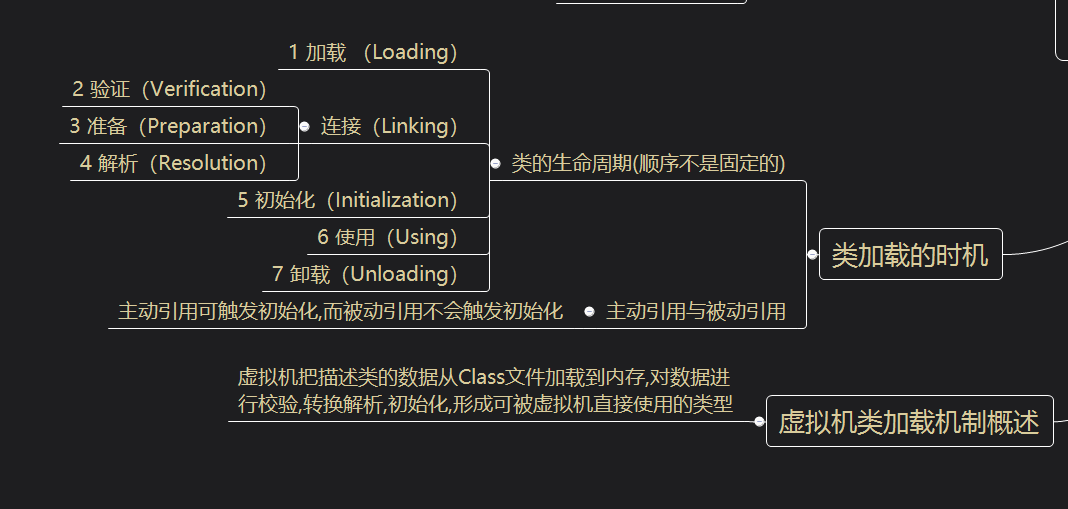 1 加载 （Loading）
2 验证（Verification）
3 准备（Preparation）
连接（Linking）
4 解析（Resolution）
类的生命周期(顺序不是固定的)
5 初始化（Initialization）
6 使用（Using）
类加载的时机
7 卸载（Unloading）
主动引用可触发初始化,而被动引用不会触发初始化
主动引用与被动引用
虚拟机把描述类的数据从Class文件加载到内存,对数据进
行校验,转换解析,初始化,形成可被虚拟机直接使用的类型
虚拟机类加载机制概述